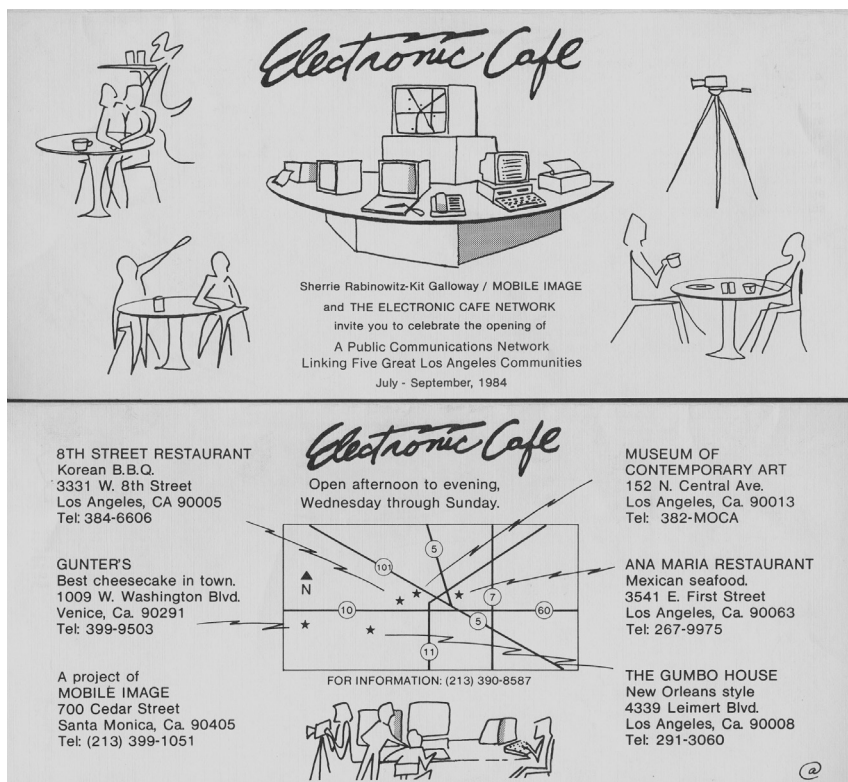 Electronic Cafe
Sherrie Rabinowitz-Kit Galloway / MOBILE IMAGE
and THE ELECTRONIC CAFE NETWORK
invite you to celebrate the opening of
A Public Communications Network
Linking Five Great Los Angeles Communities
July - September, 1984
Electronic Cafe
Open afternoon to evening,
Wednesday through Sunday.
8TH STREET RESTAURANT
Korean B.B.Q.
3331 W. 8th Street
Los Angeles, CA 90005
Tel: 384-6606
GUNTER'S
Best cheesecake in town.
1009 W. Washington Blvd.
Venice, Ca. 90291
Tel: 399-9503
A project of
MOBILE IMAGE
700 Cedar Street
Santa Monica, Ca. 90405
Tel: (213) 399-1051
101
5
N
10
7
60
5
11
FOR INFORMATION: (213) 390-8587
MUSEUM OF
CONTEMPORARY ART
152 N. Central Ave.
Los Angeles, Ca. 90013
Tel: 382-MOCA
ANA MARIA RESTAURANT
Mexican seafood.
3541 E. First Street
Los Angeles, Ca. 90063
Tel: 267-9975
THE GUMBO HOUSE
New Orleans style
4339 Leimert Blvd.
Los Angeles, Ca. 90008
Tel: 291-3060
@